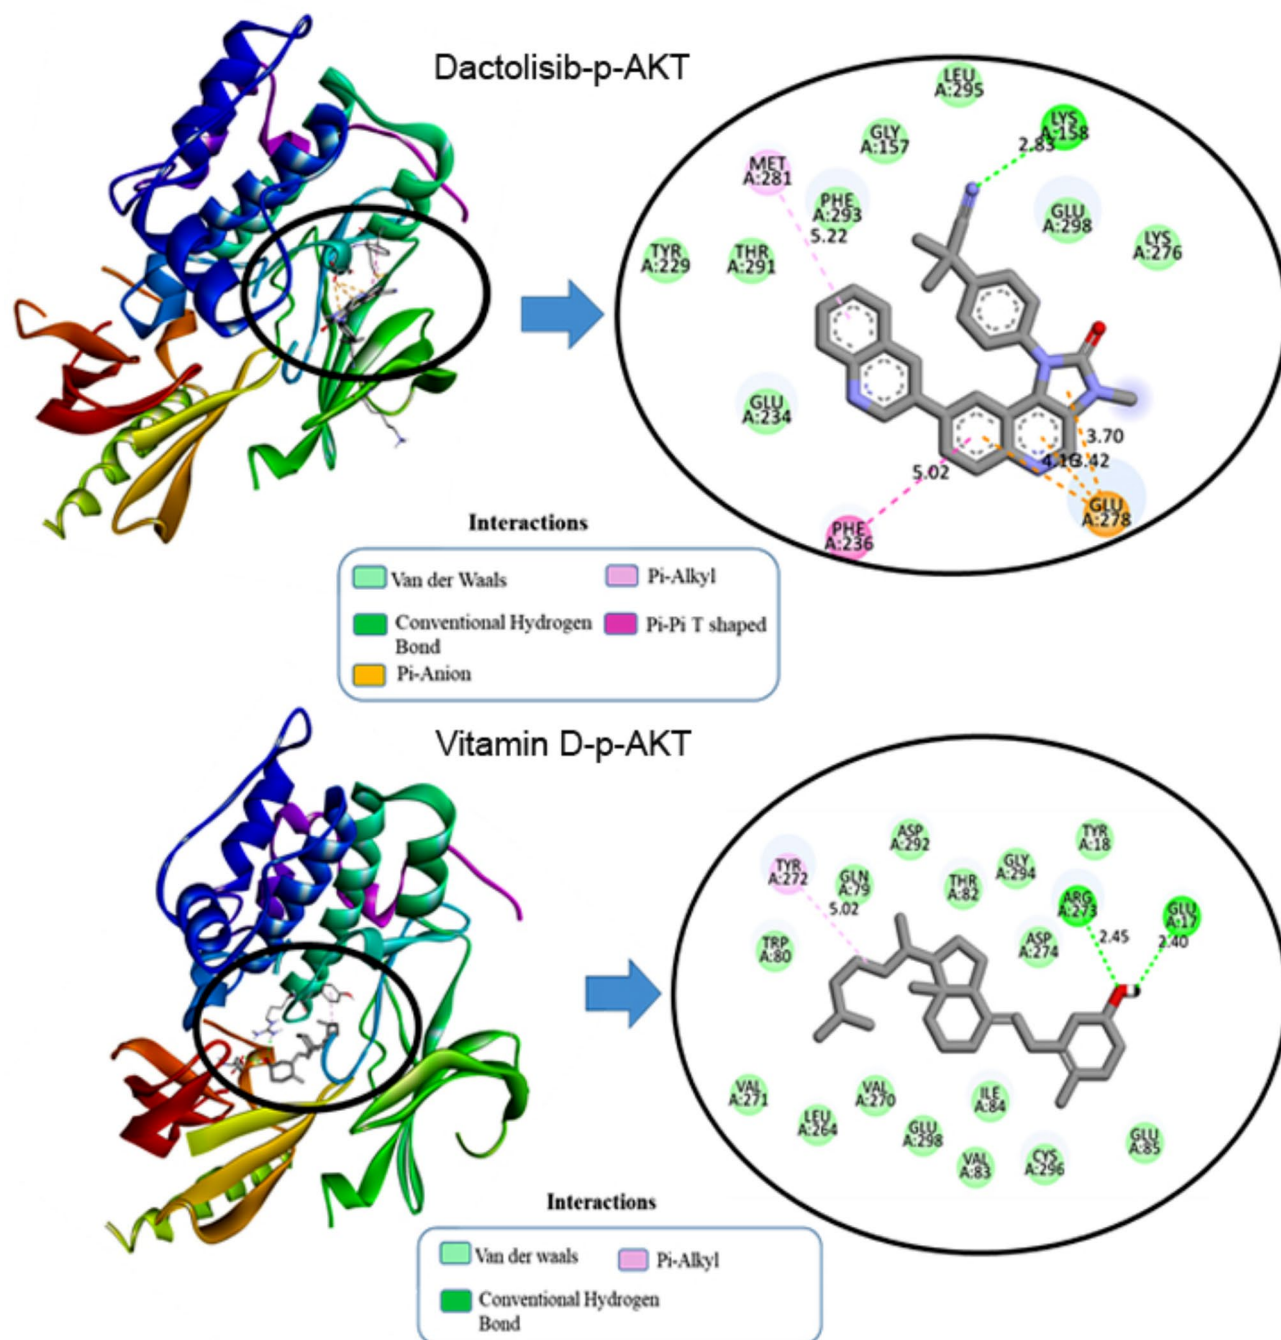 Dactolisib-p-AKT
LEU
A:295
LYS
A:158
2.83
GLY
A:157
MET
A:281
PHE
A:293
5.22
GLU
A:298
LYS
A:276
TYR
A:229
THR
A:291
GLU
A:234
3.70
4.16
3.42
5.02
GLU
A:278
PHE
A:236
Interactions
Van der Waals
Pi-Alkyl
Conventional Hydrogen
Bond
Pi-Pi T shaped
Pi-Anion
Vitamin D-p-AKT
ASP
A:292
TYR
A:18
TYR
A:272
GLN
A:79
THR
A:82
GLY
A:294
ARG
A:273
GLU
A:17
5.02
2.45
2.40
TRP
A:80
ASP
A:274
VAL
A:271
LEU
A:264
VAL
A:270
GLU
A:298
ILE
A:84
VAL
A:83
CYS
A:296
GLU
A:85
Interactions
Van der waals
Pi-Alkyl
Conventional Hydrogen
Bond